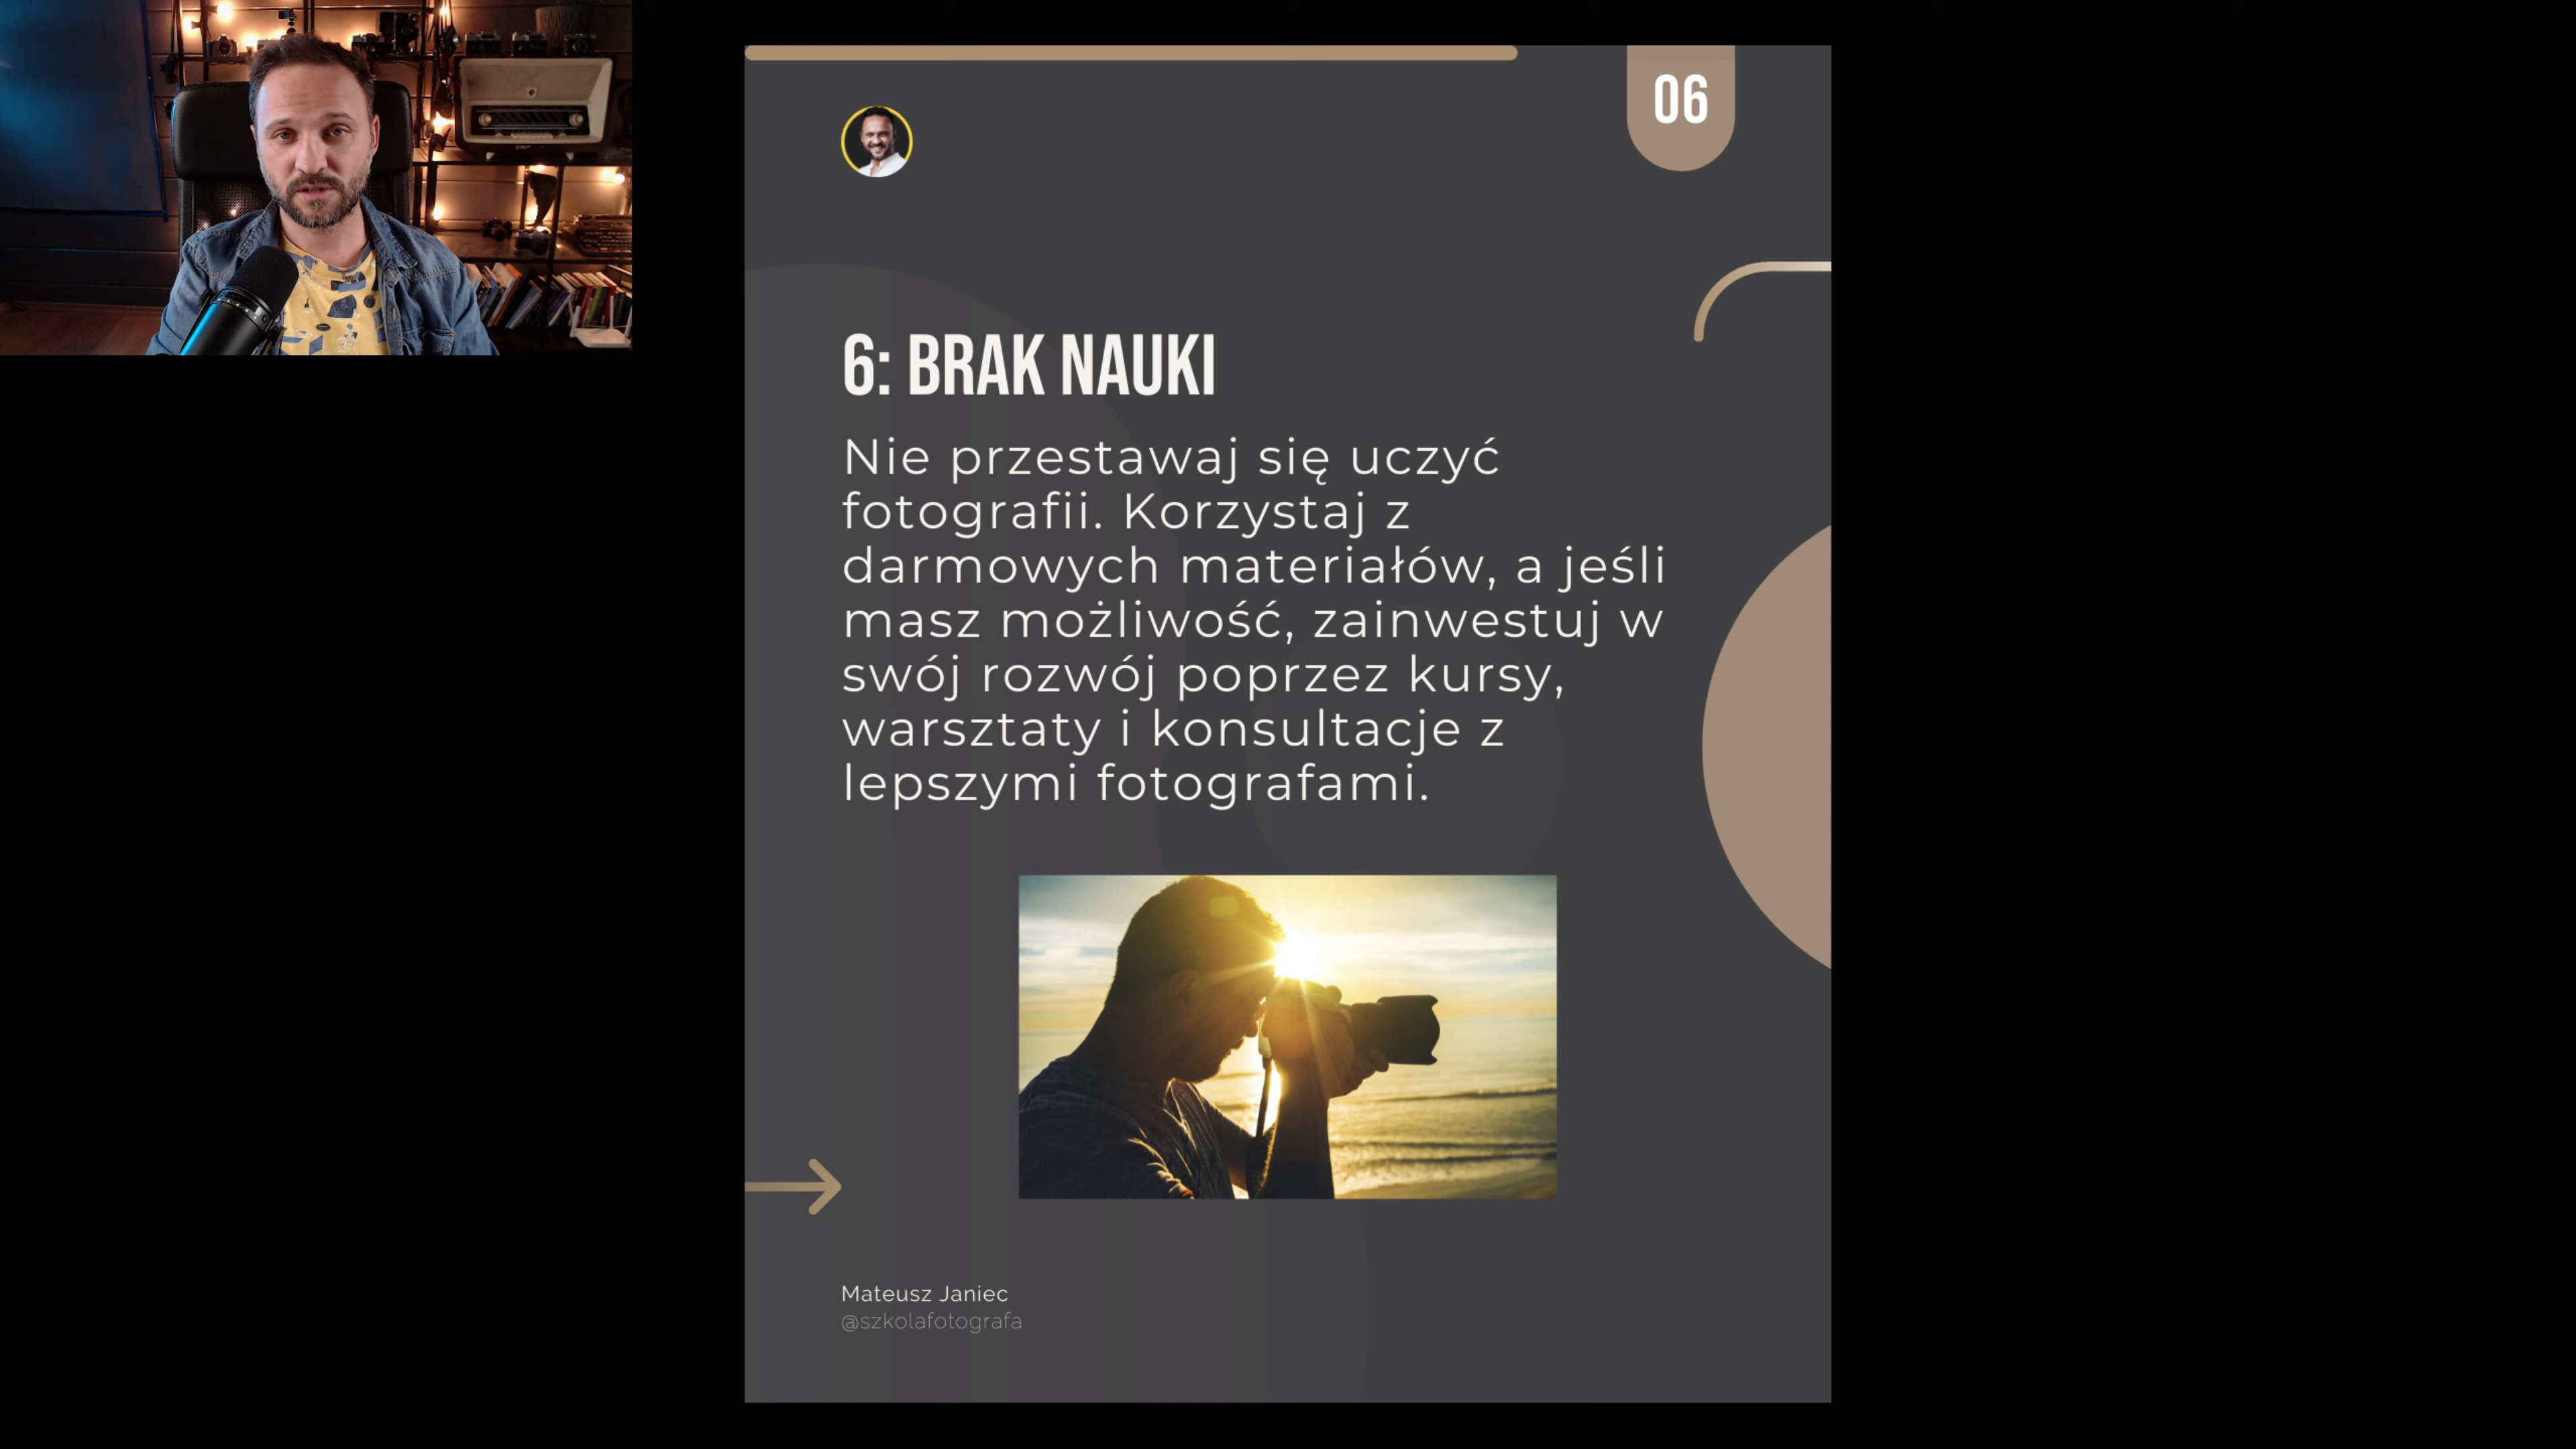 06
6: BRAK NAUKI
Nie przestawaj się uczyć
fotografii. Korzystaj z
darmowych materiałów, a jeśli
masz możliwość, zainwestuj w
swój rozwój poprzez kursy,
warsztaty i konsultacje z
lepszymi fotografami.
Mateusz Janiec
@szkolafotografa